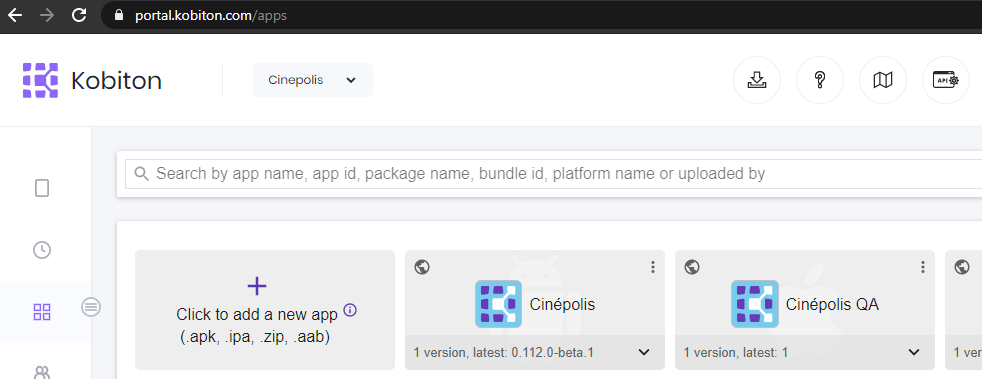 portal.kobiton.com/apps
Kobiton
Cinepolis
API
Search by app name, app id, package name, bundle id, platform name or uploaded by
Click to add a new app
(.apk, .ipa, .zip, .aab)
Cinépolis
1 version, latest: 0.112.0-beta.1
Cinépolis QA
1 version, latest: 1
1 v